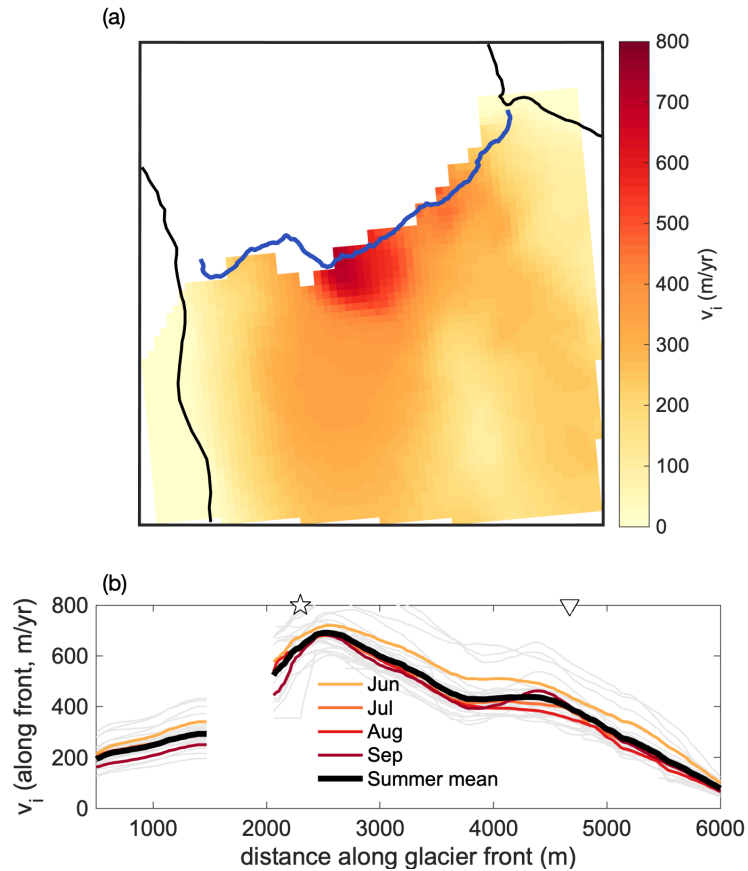 (a)
800
700
600
500
400
300
200
100
0
v_i (m/yr)
(b)
v_i (along front, m/yr)
800
600
400
200
0
Jun
Jul
Aug
Sep
Summer mean
1000
2000
3000
4000
5000
6000
distance along glacier front (m)